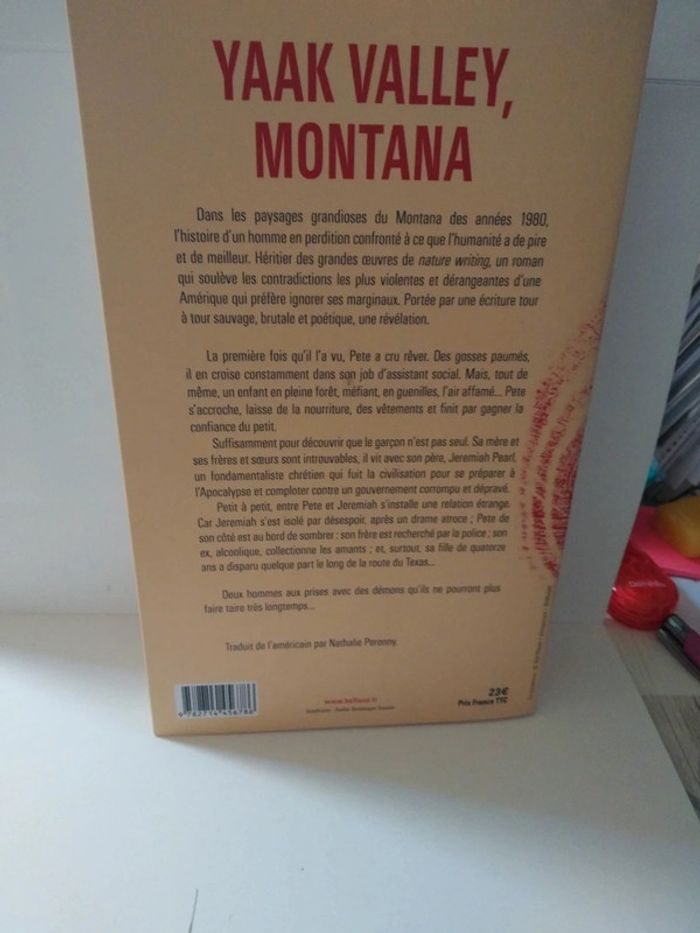 YAAK VALLEY,
MONTANA
Dans les paysages grandioses du Montana des années 1980,
l'histoire d'un homme en perdition confronté à ce que l'humanité a de pire
et de meilleur. Héritier des grandes œuvres de nature writing, un roman
qui soulève les contradictions les plus violentes et dérangeantes d'une
Amérique qui préfère ignorer ses marginaux. Portée par une écriture tour
à tour sauvage, brutale et poétique, une révélation.
La première fois qu'il l'a vu, Pete a cru rêver. Des gosses paumés,
il en croise constamment dans son job d'assistant social. Mais, tout de
même, un enfant en pleine forêt, méfiant, en guenilles, l'air affamé... Pete
s'accroche, laisse de la nourriture, des vêtements et finit par gagner la
confiance du petit.
Suffisamment pour découvrir que le garçon n'est pas seul. Sa mère et
ses frères et sœurs sont introuvables, il vit avec son père, Jeremiah Pearl,
un fondamentaliste chrétien qui fuit la civilisation pour se préparer à
l'Apocalypse et comploter contre un gouvernement corrompu et dépravé.
Petit à petit, entre Pete et Jeremiah s'installe une relation étrange.
Car Jeremiah s'est isolé par désespoir, après un drame atroce ; Pete de
son côté est au bord de sombrer : son frère est recherché par la police ; son
ex, alcoolique, collectionne les amants ; et, surtout, sa fille de quatorze
ans a disparu quelque part le long de la route du Texas...
Deux hommes aux prises avec des démons qu'ils ne pourront plus
faire taire très longtemps...
Traduit de l'américain par Nathalie Peronny.
www.belfond.fr
23€
Prix France TTC
9 782714 456786